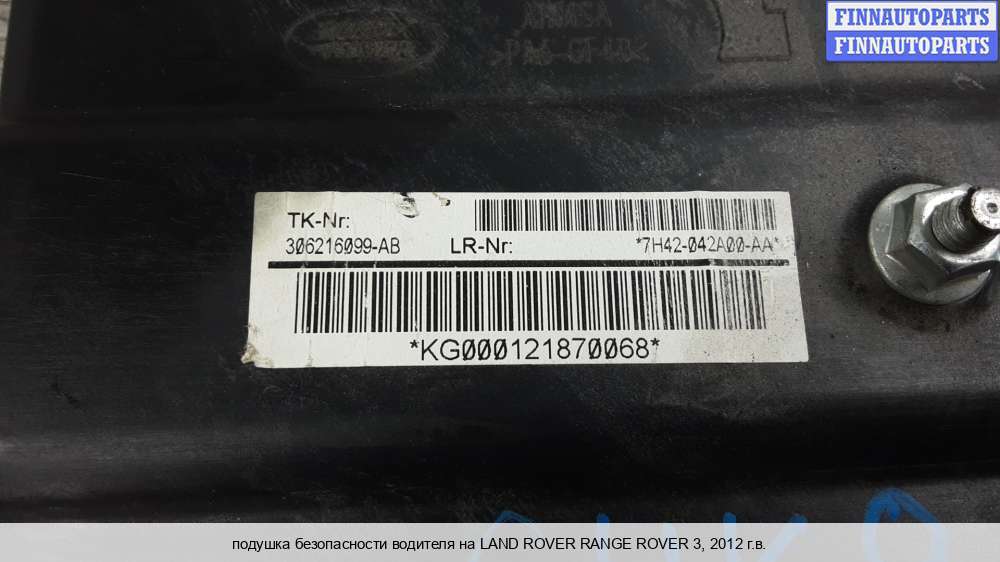 FINNAUTOPARTS
FINNAUTOPARTS
TK-Nr:
306216099-AB LR-Nr: *7H42-042A00-AA*
*KG000121870068*
подушка безопасности водителя на LAND ROVER RANGE ROVER 3, 2012 г.в.